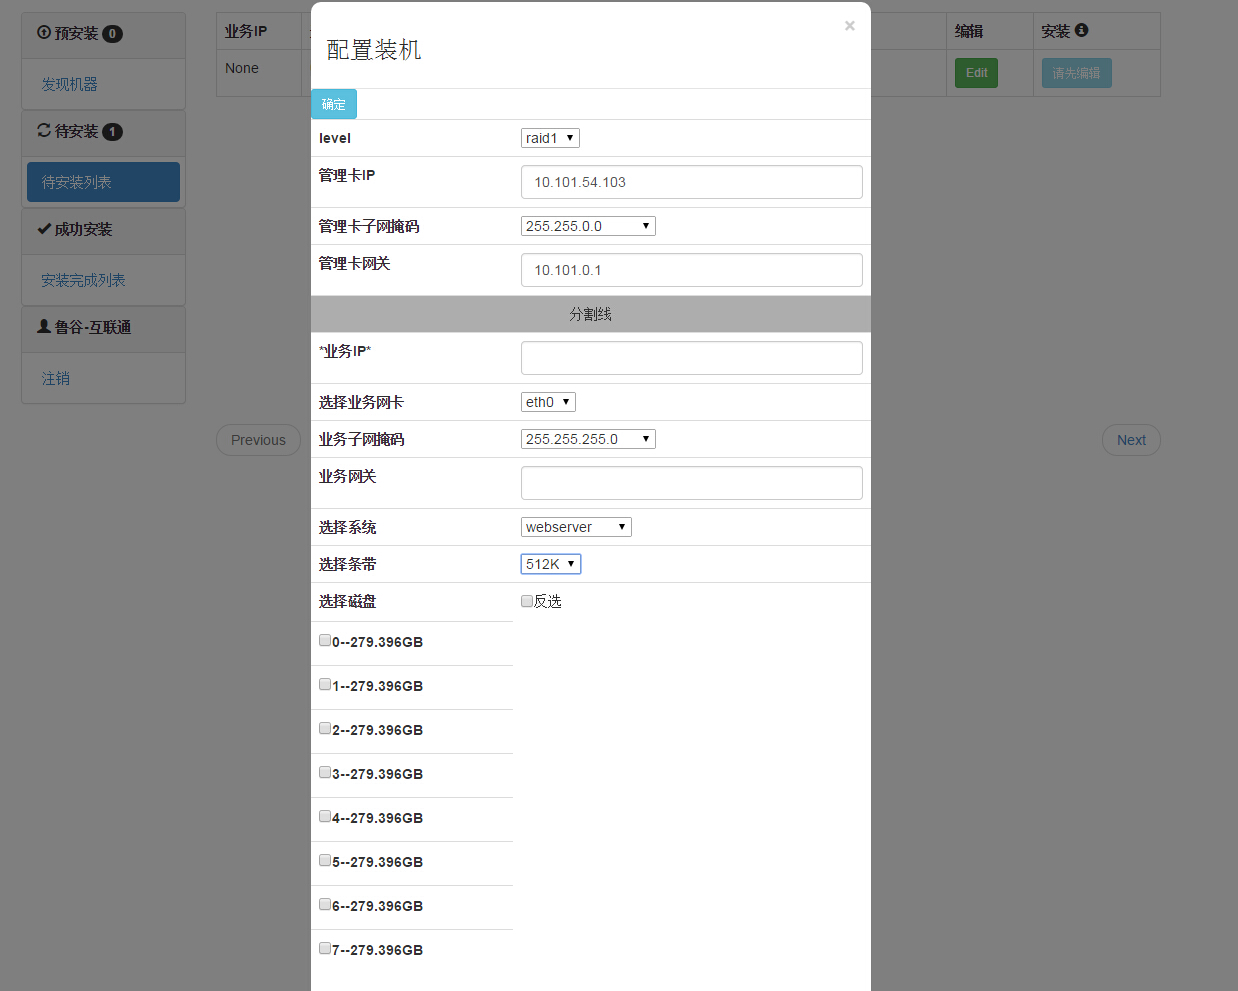 预安装 0
发现机器
待安装 1
待安装列表
成功安装
安装完成列表
鲁谷-互联通
注销
业务IP
编辑
安装
None
Edit
请先编辑
Previous
Next
配置装机
×
确定
level
raid1
管理卡IP
10.101.54.103
管理卡子网掩码
255.255.0.0
管理卡网关
10.101.0.1
分割线
*业务IP*
选择业务网卡
eth0
业务子网掩码
255.255.255.0
业务网关
选择系统
webserver
选择条带
512K
选择磁盘
反选
0--279.396GB
1--279.396GB
2--279.396GB
3--279.396GB
4--279.396GB
5--279.396GB
6--279.396GB
7--279.396GB